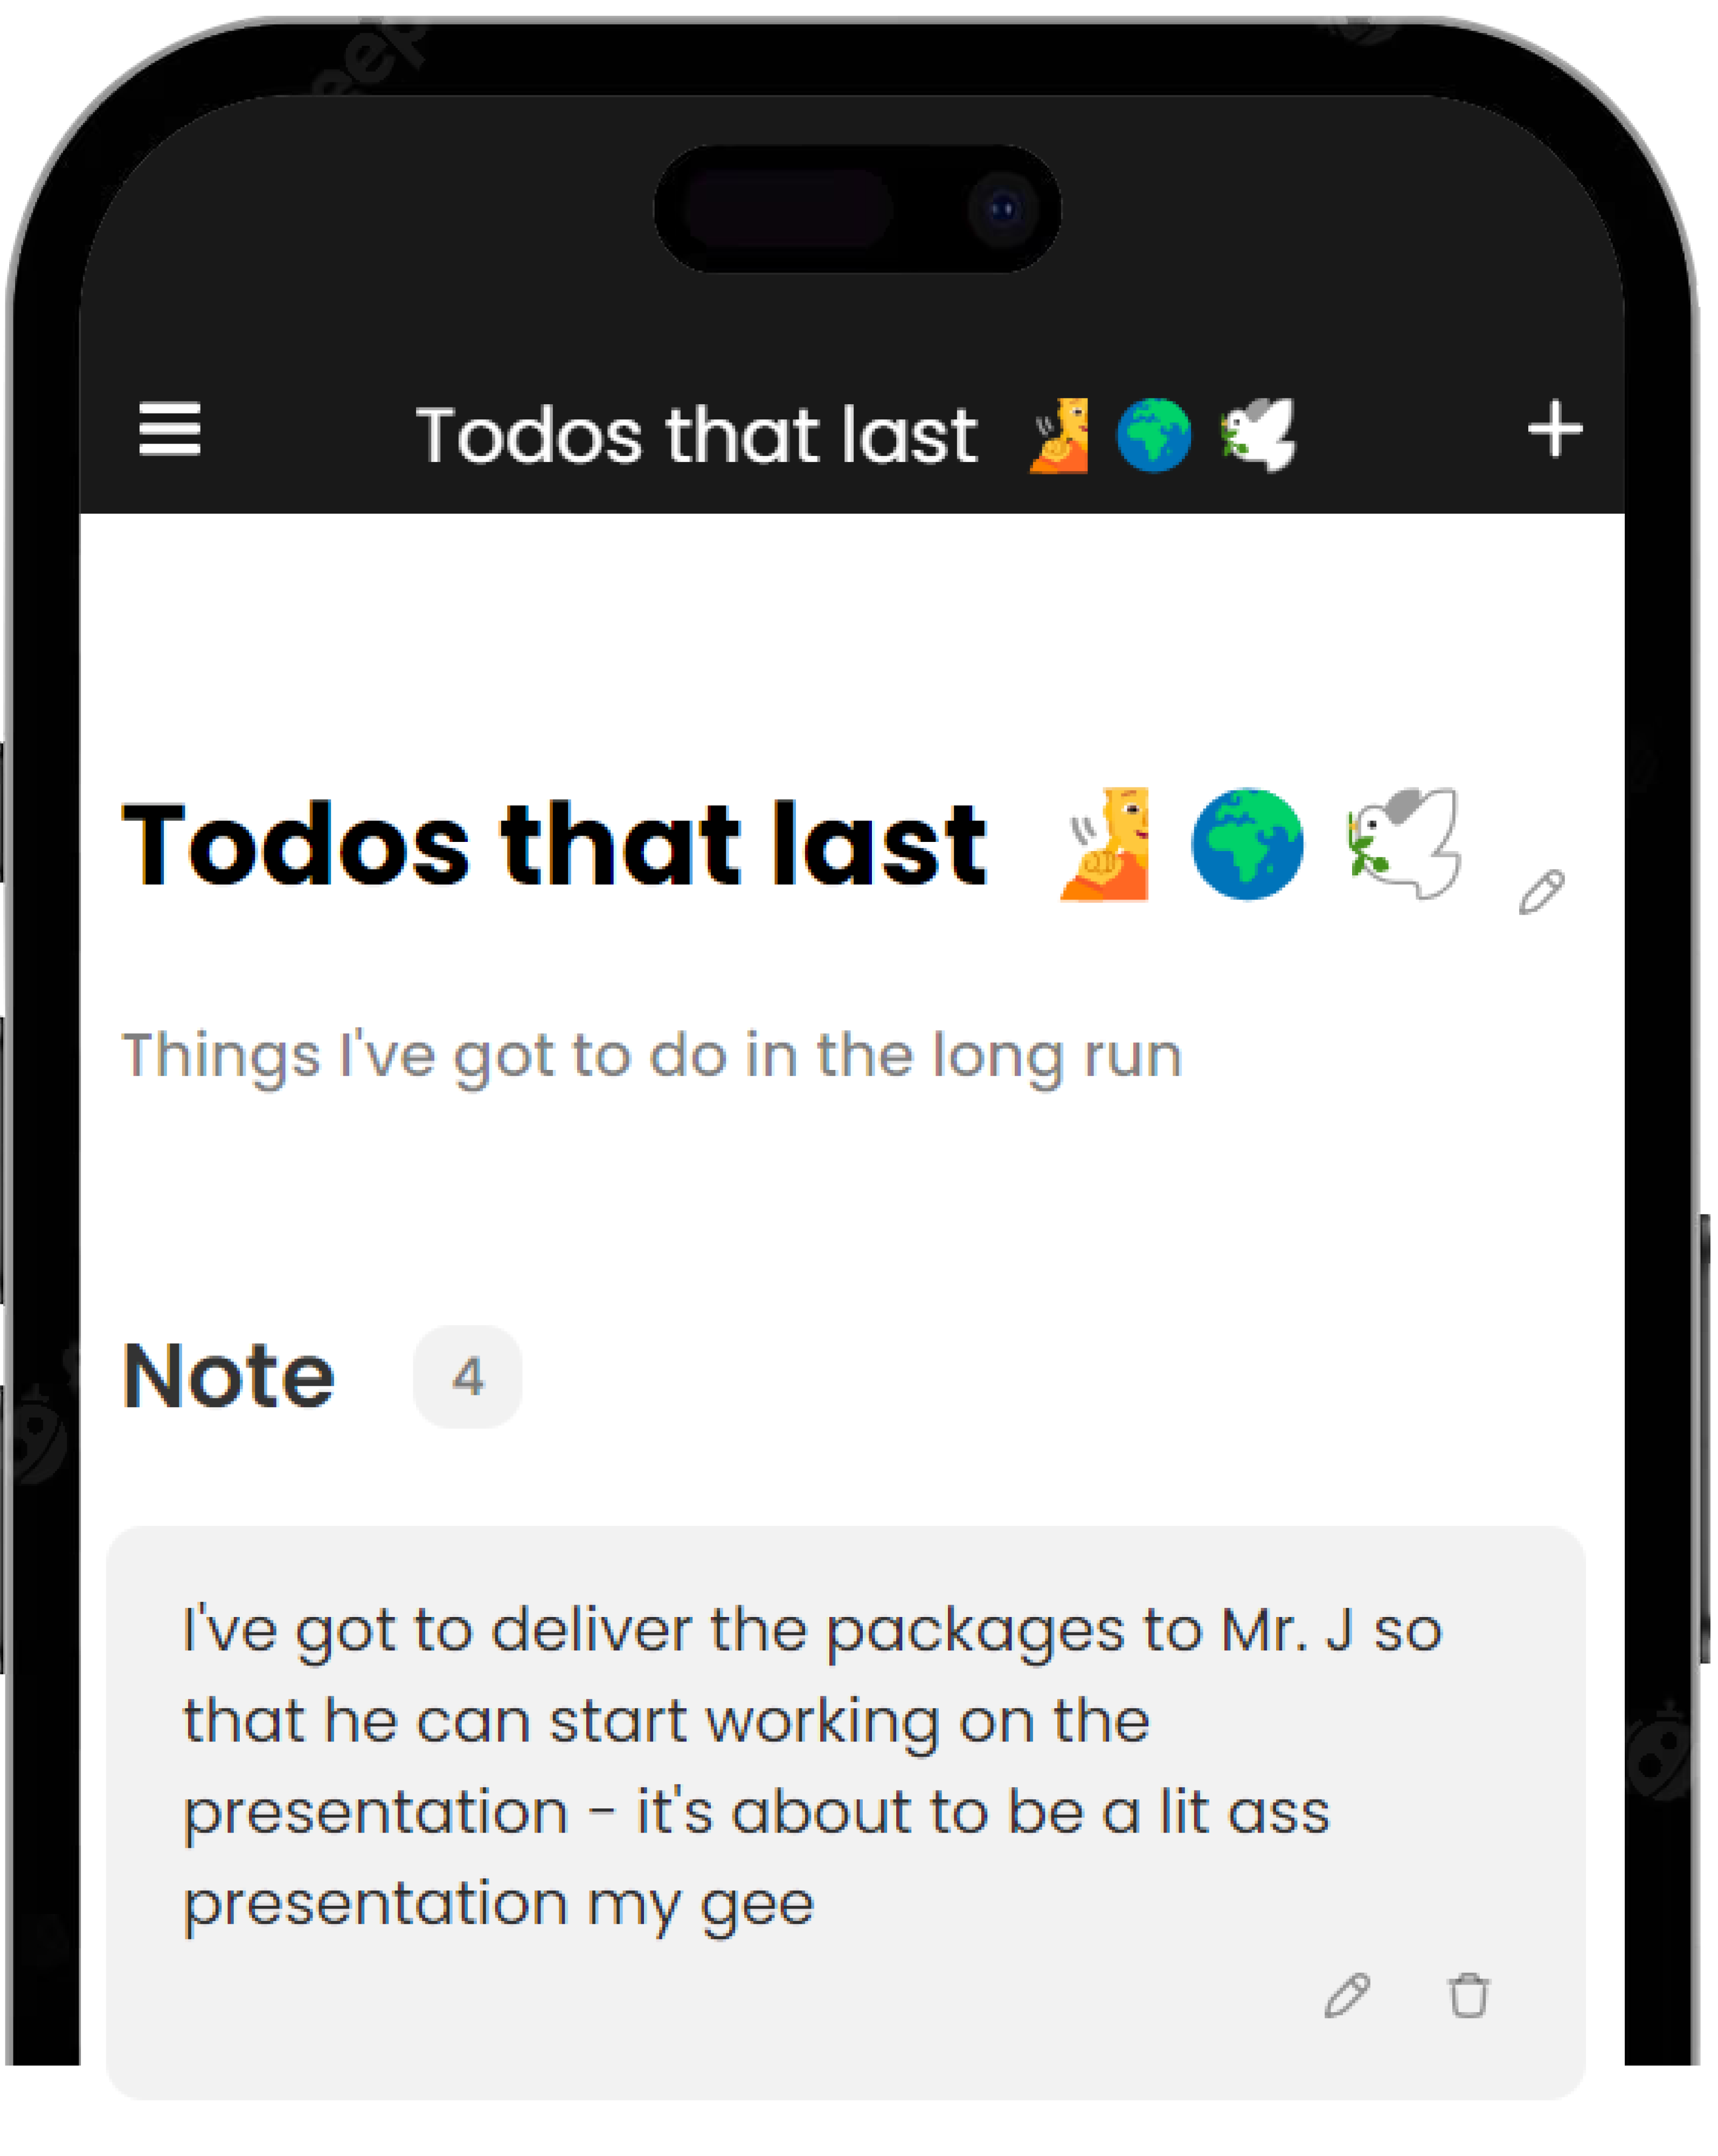 Todos that last 🧏 🌍 🕊
Todos that last 🧏 🌍 🕊
Things I've got to do in the long run
Note 4
I've got to deliver the packages to Mr. J so
that he can start working on the
presentation - it's about to be a lit ass
presentation my gee